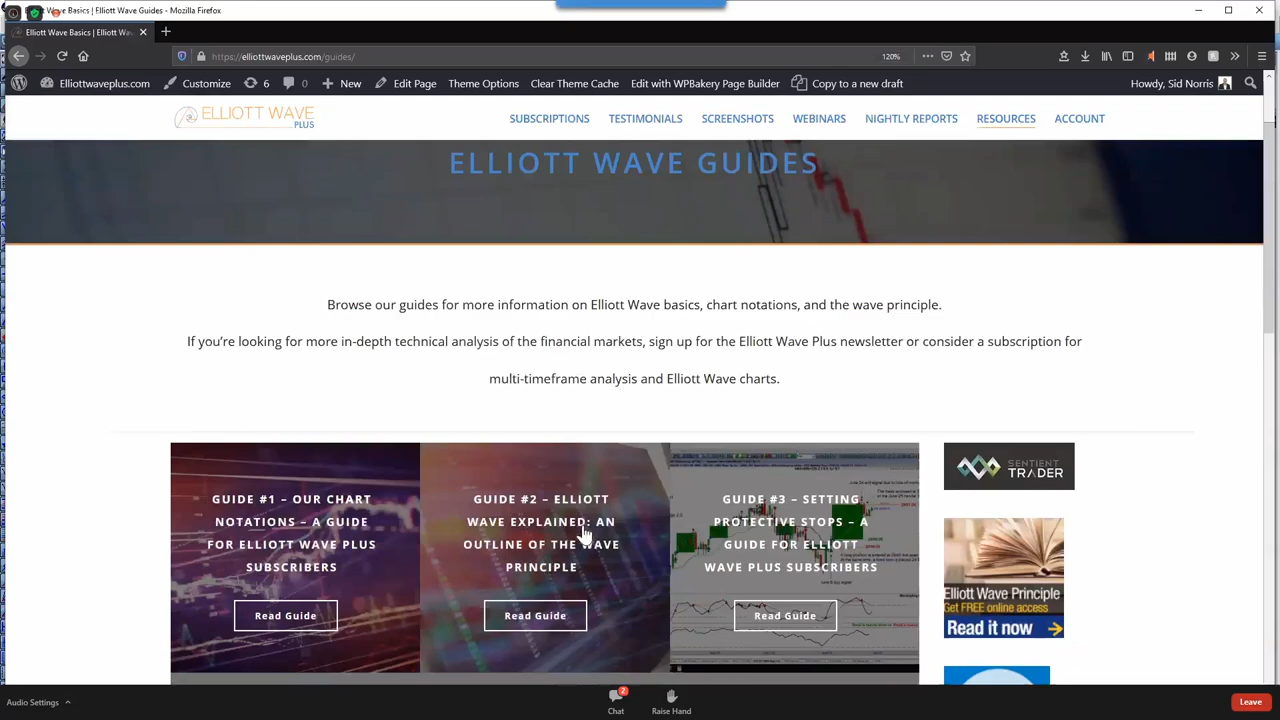 Elliott Wave Basics | Elliott Wave Guides - Mozilla Firefox
Elliott Wave Basics | Elliott Wav
https://elliottwaveplus.com/guides/
120%
Elliottwaveplus.com
Customize
6
0
New
Edit Page
Theme Options
Clear Theme Cache
Edit with WPBakery Page Builder
Copy to a new draft
Howdy, Sid Norris
ELLIOTT WAVE
PLUS
SUBSCRIPTIONS
TESTIMONIALS
SCREENSHOTS
WEBINARS
NIGHTLY REPORTS
RESOURCES
ACCOUNT
ELLIOTT WAVE GUIDES
Browse our guides for more information on Elliott Wave basics, chart notations, and the wave principle.
If you're looking for more in-depth technical analysis of the financial markets, sign up for the Elliott Wave Plus newsletter or consider a subscription for
multi-timeframe analysis and Elliott Wave charts.
GUIDE #1 – OUR CHART
NOTATIONS – A GUIDE
FOR ELLIOTT WAVE PLUS
SUBSCRIBERS
Read Guide
GUIDE #2 – ELLIOTT
WAVE EXPLAINED: AN
OUTLINE OF THE WAVE
PRINCIPLE
Read Guide
GUIDE #3 – SETTING
PROTECTIVE STOPS – A
GUIDE FOR ELLIOTT
WAVE PLUS SUBSCRIBERS
Read Guide
SENTIENT
TRADER
Elliott Wave Principle
Get FREE online access
Read it now
Audio Settings
2
Chat
Raise Hand
Leave